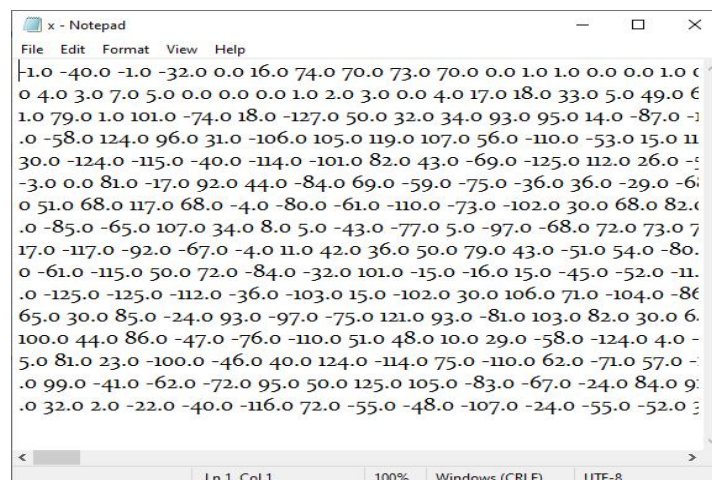 x - Notepad
File Edit Format View Help
-1.0 -40.0 -1.0 -32.0 0.0 16.0 74.0 70.0 73.0 70.0 0.0 1.0 1.0 0.0 0.0 1.0
0 4.0 3.0 7.0 5.0 0.0 0.0 0.0 1.0 2.0 3.0 0.0 4.0 17.0 18.0 33.0 5.0 49.0
1.0 79.0 1.0 101.0 -74.0 18.0 -127.0 50.0 32.0 34.0 93.0 95.0 14.0 -87.0
.0 -58.0 124.0 96.0 31.0 -106.0 105.0 119.0 107.0 56.0 -110.0 -53.0 15.0 11
30.0 -124.0 -115.0 -40.0 -114.0 -101.0 82.0 43.0 -69.0 -125.0 112.0 26.0
-3.0 0.0 81.0 -17.0 92.0 44.0 -84.0 69.0 -59.0 -75.0 -36.0 36.0 -29.0
0 51.0 68.0 117.0 68.0 -4.0 -80.0 -61.0 -110.0 -73.0 -102.0 30.0 68.0 82.
.0 -85.0 -65.0 107.0 34.0 8.0 5.0 -43.0 -77.0 5.0 -97.0 -68.0 72.0 73.0
17.0 -117.0 -92.0 -67.0 -4.0 11.0 42.0 36.0 50.0 79.0 43.0 -51.0 54.0 -80.
0 -61.0 -115.0 50.0 72.0 -84.0 -32.0 101.0 -15.0 -16.0 15.0 -45.0 -52.0 -11.
.0 -125.0 -125.0 -112.0 -36.0 -103.0 15.0 -102.0 30.0 106.0 71.0 -104.0 -86
65.0 30.0 85.0 -24.0 93.0 -97.0 -75.0 121.0 93.0 -81.0 103.0 82.0 30.0 6.
100.0 44.0 86.0 -47.0 -76.0 -110.0 51.0 48.0 10.0 29.0 -58.0 -124.0 4.0 -
5.0 81.0 23.0 -100.0 -46.0 40.0 124.0 -114.0 75.0 -110.0 62.0 -71.0 57.0
.0 99.0 -41.0 -62.0 -72.0 95.0 50.0 125.0 105.0 -83.0 -67.0 -24.0 84.0
.0 32.0 2.0 -22.0 -40.0 -116.0 72.0 -55.0 -48.0 -107.0 -24.0 -55.0 -52.0
Ln 1, Col 1 100% Windows (CRLF) UTF-8